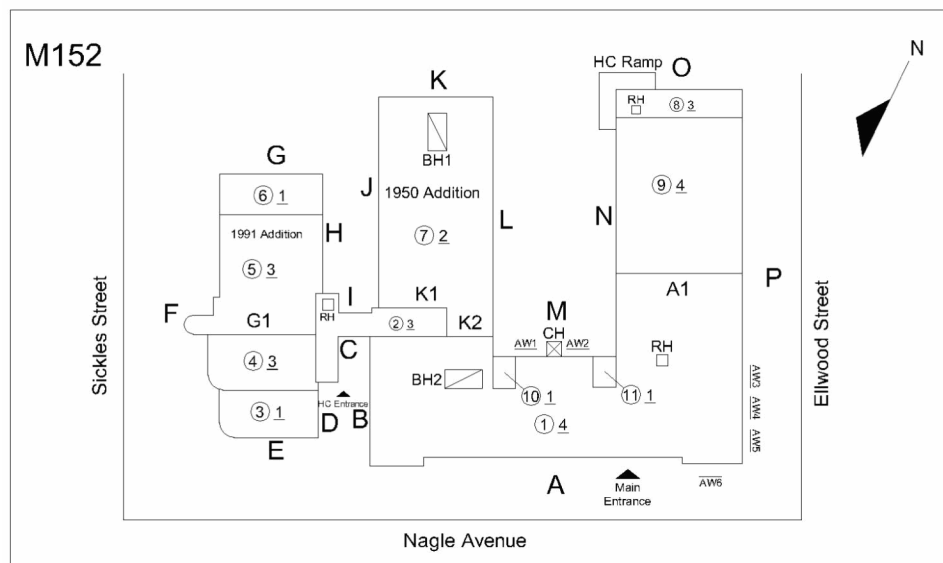 M152
N
HC Ramp
O
RH
⑧ 3
K
BH1
J
1950 Addition
⑦ 2
L
N
⑨ 4
G
⑥ 1
1991 Addition
H
⑤ 3
F
G1
I
RH
K1
② 3
K2
C
④ 3
③ 1
HC Entrance
D
B
E
M
CH
AW1
AW2
BH2
⑩ 1
⑪ 1
① 4
A1
RH
P
AW3
AW4
AW5
AW6
A
Main
Entrance
Sickles Street
Ellwood Street
Nagle Avenue